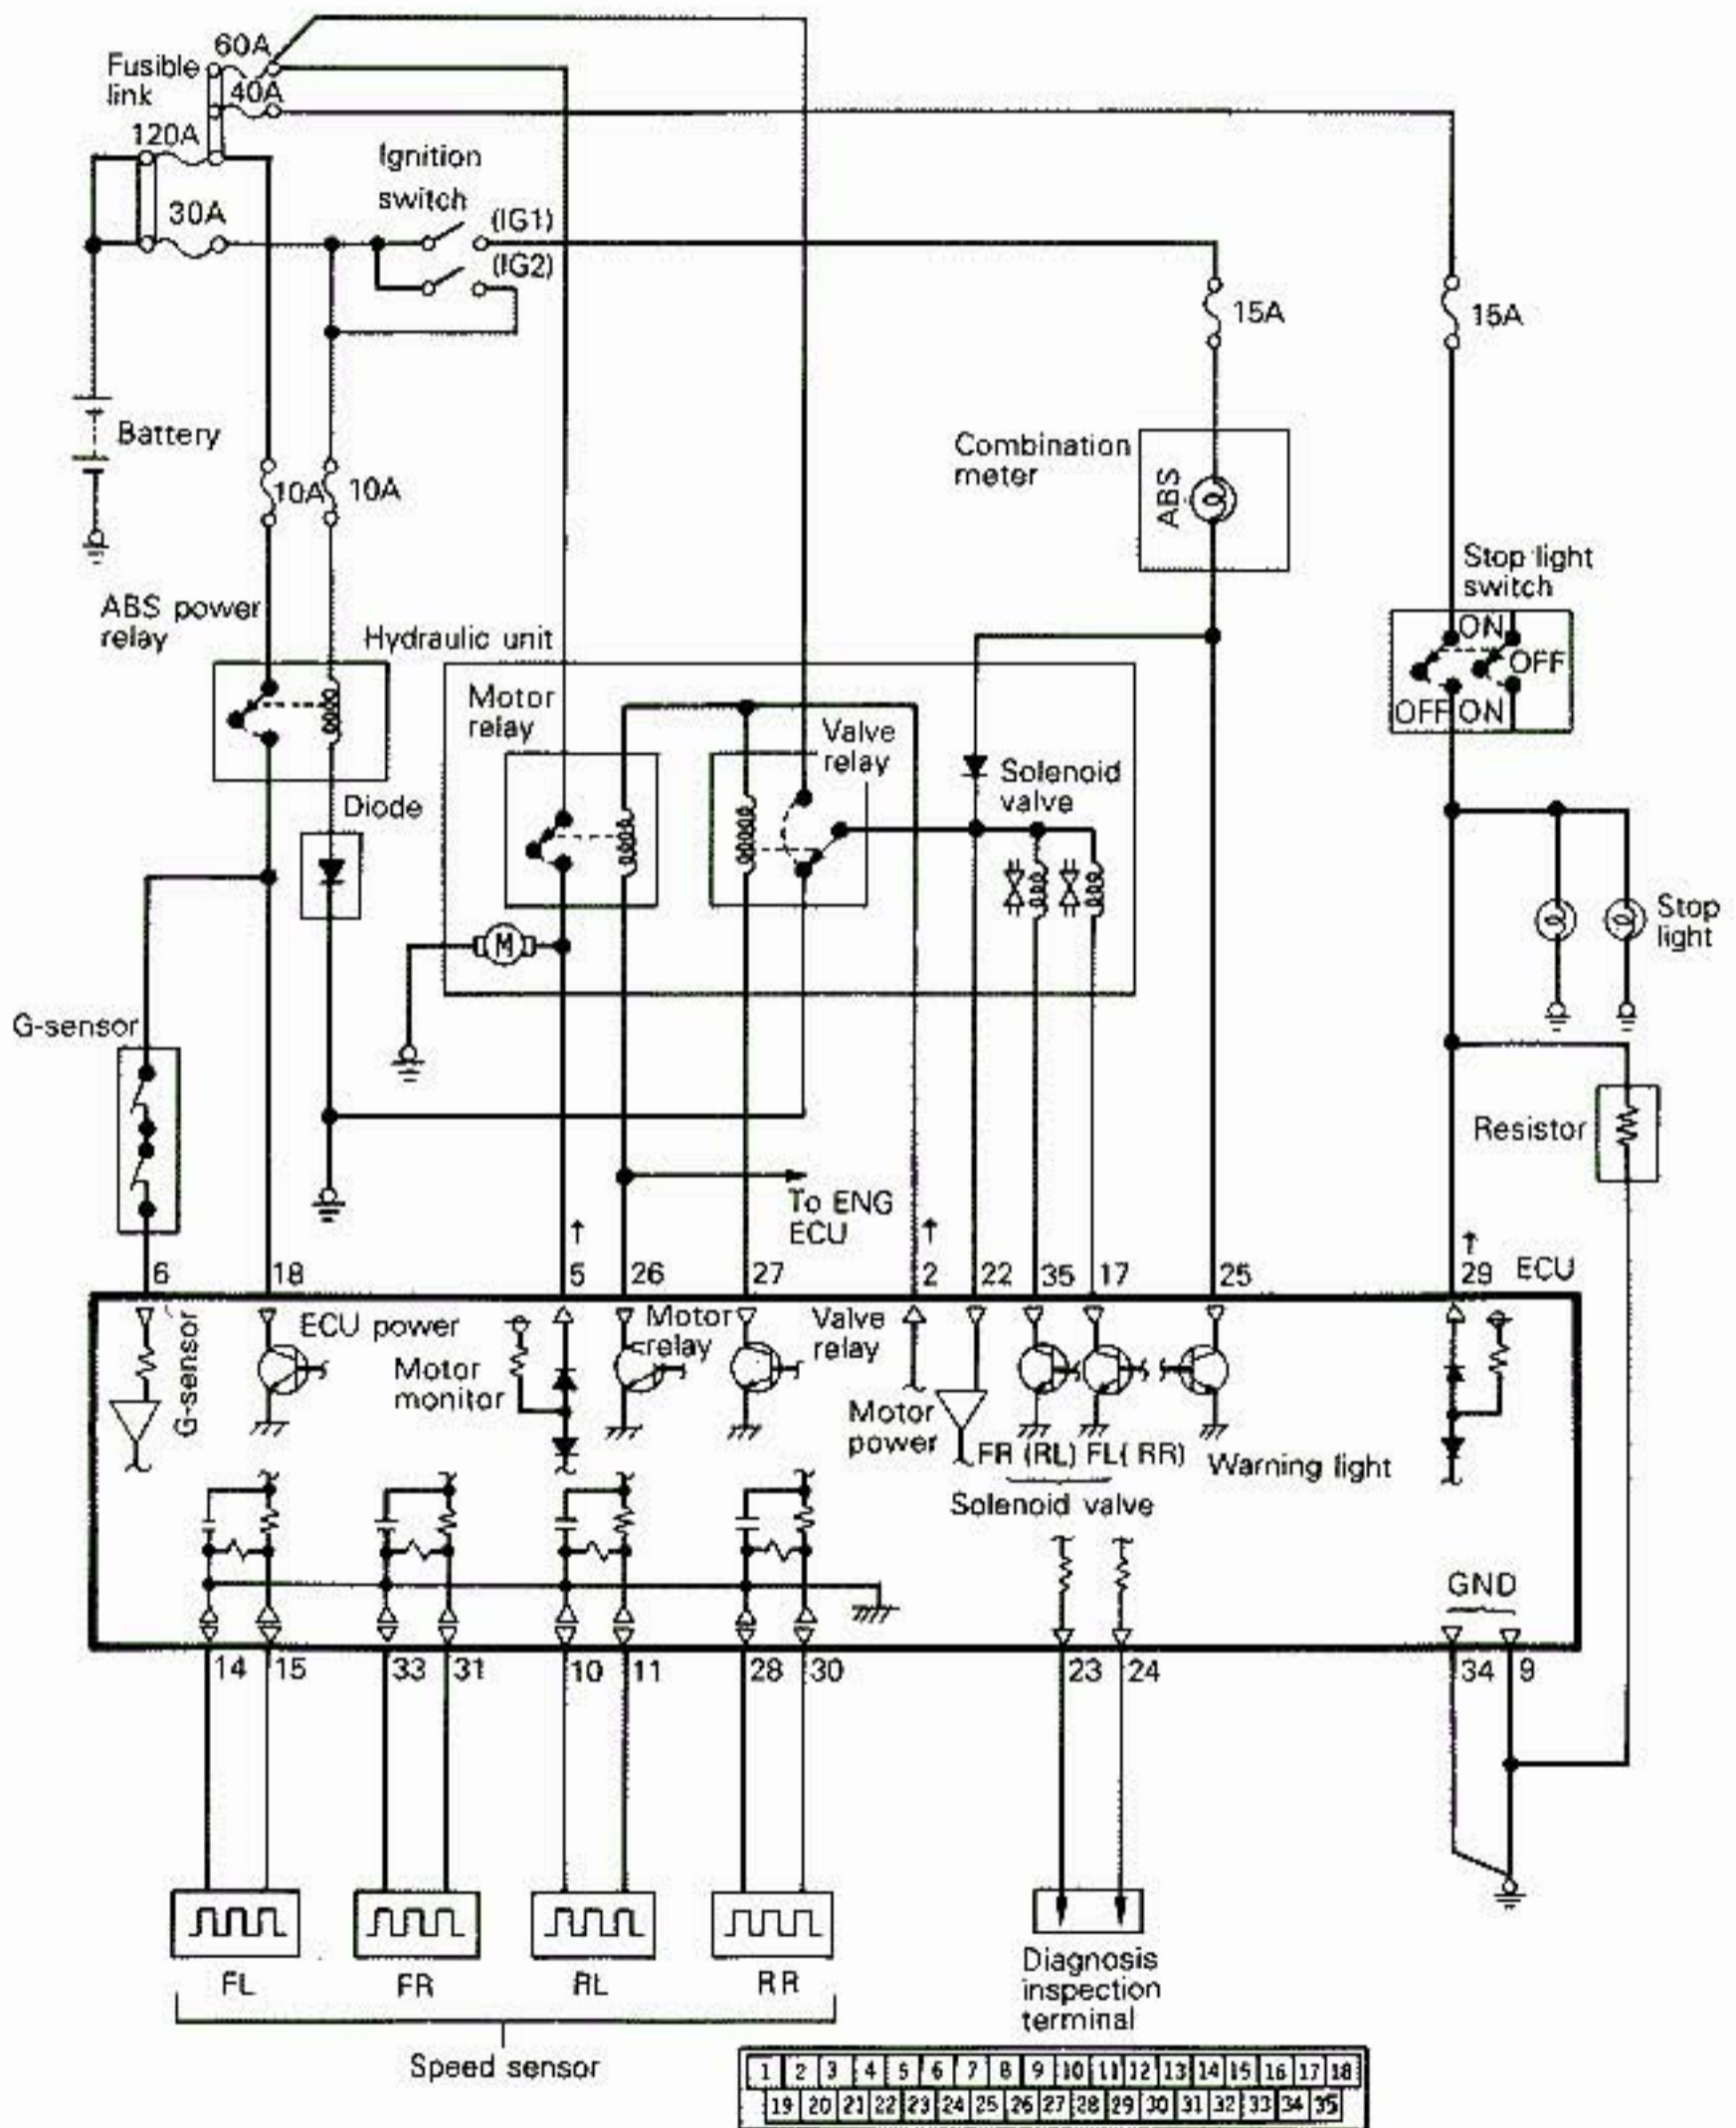 60A
Fusible
link
40A
120A
Ignition
switch
30A
(IG1)
(IG2)
15A
15A
Battery
10A
10A
Combination
meter
ABS
Stop light
switch
ON
OFF
OFF
ON
ABS power
relay
Hydraulic unit
Motor
relay
Valve
relay
Solenoid
valve
Diode
M
Stop
light
G-sensor
Resistor
To ENG
ECU
6
18
↑
5
26
27
↑
2
22
35
17
25
↑
29
ECU
G-sensor
ECU power
Motor
monitor
Motor
relay
Valve
relay
Motor
power
FR (RL) FL( RR)
Solenoid valve
Warning light
GND
14
15
33
31
10
11
28
30
23
24
34
9
FL
FR
RL
RR
Speed sensor
Diagnosis
inspection
terminal
1 2 3 4 5 6 7 8 9 10 11 12 13 14 15 16 17 18
19 20 21 22 23 24 25 26 27 28 29 30 31 32 33 34 35